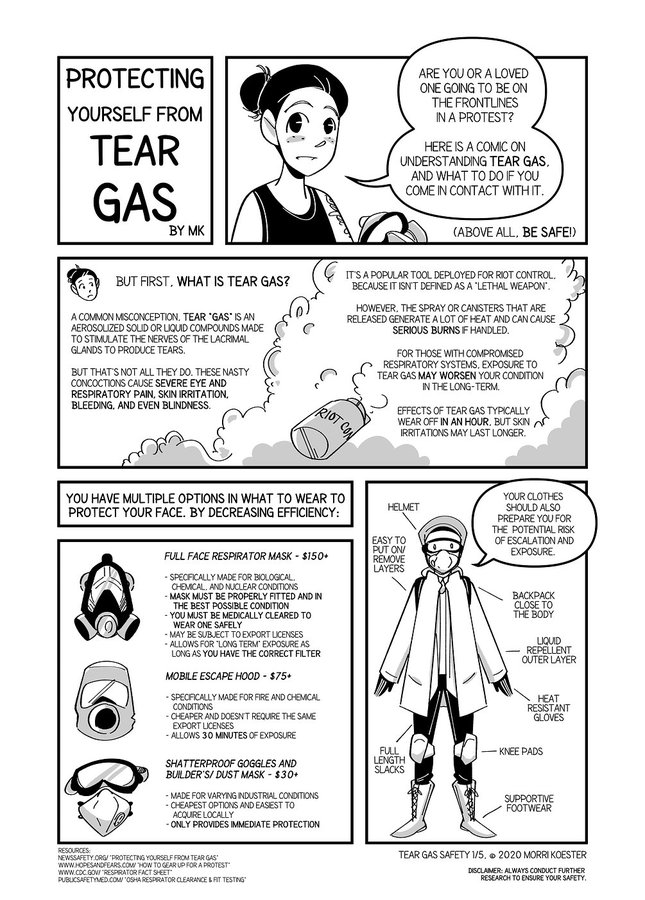 PROTECTING
YOURSELF FROM
TEAR
GAS
BY MK
ARE YOU OR A LOVED
ONE GOING TO BE ON
THE FRONTLINES
IN A PROTEST?
HERE IS A COMIC ON
UNDERSTANDING TEAR GAS,
AND WHAT TO DO IF YOU
COME IN CONTACT WITH IT.
(ABOVE ALL, BE SAFE!)
BUT FIRST, WHAT IS TEAR GAS?
A COMMON MISCONCEPTION, TEAR "GAS" IS AN
AEROSOLIZED SOLID OR LIQUID COMPOUNDS MADE
TO STIMULATE THE NERVES OF THE LACRIMAL
GLANDS TO PRODUCE TEARS.
BUT THAT'S NOT ALL THEY DO, THESE NASTY
CONCOCTIONS CAUSE SEVERE EYE AND
RESPIRATORY PAIN, SKIN IRRITATION,
BLEEDING, AND EVEN BLINDNESS.
IT'S A POPULAR TOOL DEPLOYED FOR RIOT CONTROL,
BECAUSE IT ISN'T DEFINED AS A "LETHAL WEAPON".
HOWEVER, THE SPRAY OR CANISTERS THAT ARE
RELEASED GENERATE A LOT OF HEAT AND CAN CAUSE
SERIOUS BURNS IF HANDLED.
FOR THOSE WITH COMPROMISED
RESPIRATORY SYSTEMS, EXPOSURE TO
TEAR GAS MAY WORSEN YOUR CONDITION
IN THE LONG-TERM.
EFFECTS OF TEAR GAS TYPICALLY
WEAR OFF IN AN HOUR, BUT SKIN
IRRITATIONS MAY LAST LONGER.
RIOT CON
YOU HAVE MULTIPLE OPTIONS IN WHAT TO WEAR TO
PROTECT YOUR FACE. BY DECREASING EFFICIENCY:
FULL FACE RESPIRATOR MASK - $150+
- SPECIFICALLY MADE FOR BIOLOGICAL,
CHEMICAL, AND NUCLEAR CONDITIONS
- MASK MUST BE PROPERLY FITTED AND IN
THE BEST POSSIBLE CONDITION
- YOU MUST BE MEDICALLY CLEARED TO
WEAR ONE SAFELY
- MAY BE SUBJECT TO EXPORT LICENSES
- ALLOWS FOR "LONG TERM" EXPOSURE AS
LONG AS YOU HAVE THE CORRECT FILTER
MOBILE ESCAPE HOOD - $75+
- SPECIFICALLY MADE FOR FIRE AND CHEMICAL
CONDITIONS
- CHEAPER AND DOESN'T REQUIRE THE SAME
EXPORT LICENSES
- ALLOWS 30 MINUTES OF EXPOSURE
SHATTERPROOF GOGGLES AND
BUILDER'S/ DUST MASK - $30+
- MADE FOR VARYING INDUSTRIAL CONDITIONS
- CHEAPEST OPTIONS AND EASIEST TO
ACQUIRE LOCALLY
- ONLY PROVIDES IMMEDIATE PROTECTION
YOUR CLOTHES
SHOULD ALSO
PREPARE YOU FOR
THE POTENTIAL RISK
OF ESCALATION AND
EXPOSURE.
HELMET
EASY TO
PUT ON/
REMOVE
LAYERS
BACKPACK
CLOSE TO
THE BODY
LIQUID
REPELLENT
OUTER LAYER
HEAT
RESISTANT
GLOVES
FULL
LENGTH
SLACKS
KNEE PADS
SUPPORTIVE
FOOTWEAR
RESOURCES:
NEWSSAFETY.ORG/ "PROTECTING YOURSELF FROM TEAR GAS"
WWW.HOPESANDFEARS.COM/ "HOW TO GEAR UP FOR A PROTEST"
WWW.CDC.GOV/ "RESPIRATOR FACT SHEET"
PUBLICSAFETYMED.COM/ "OSHA RESPIRATOR CLEARANCE & FIT TESTING"
TEAR GAS SAFETY 1/5, © 2020 MORRI KOESTER
DISCLAIMER: ALWAYS CONDUCT FURTHER
RESEARCH TO ENSURE YOUR SAFETY.